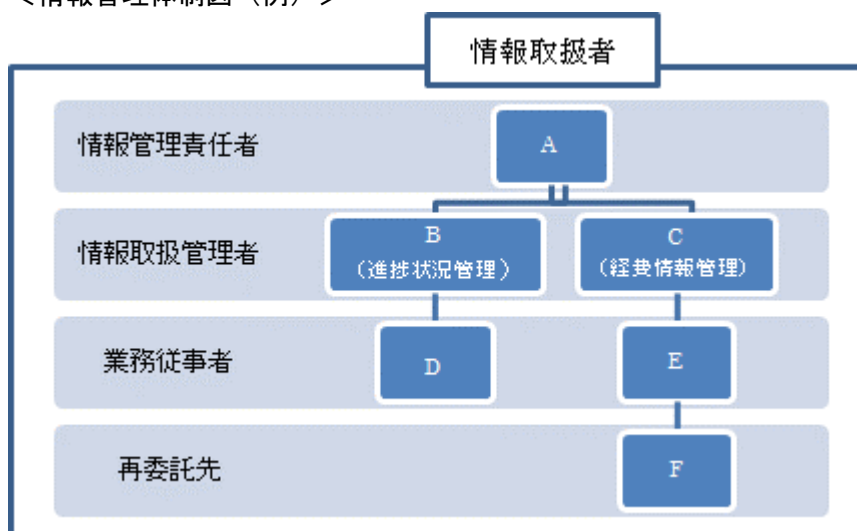 ＜情報管理体制図（例）＞
情報取扱者
情報管理責任者
A
情報取扱管理者
B
（進捗状況管理）
C
（経費情報管理）
業務従事者
D
E
再委託先
F